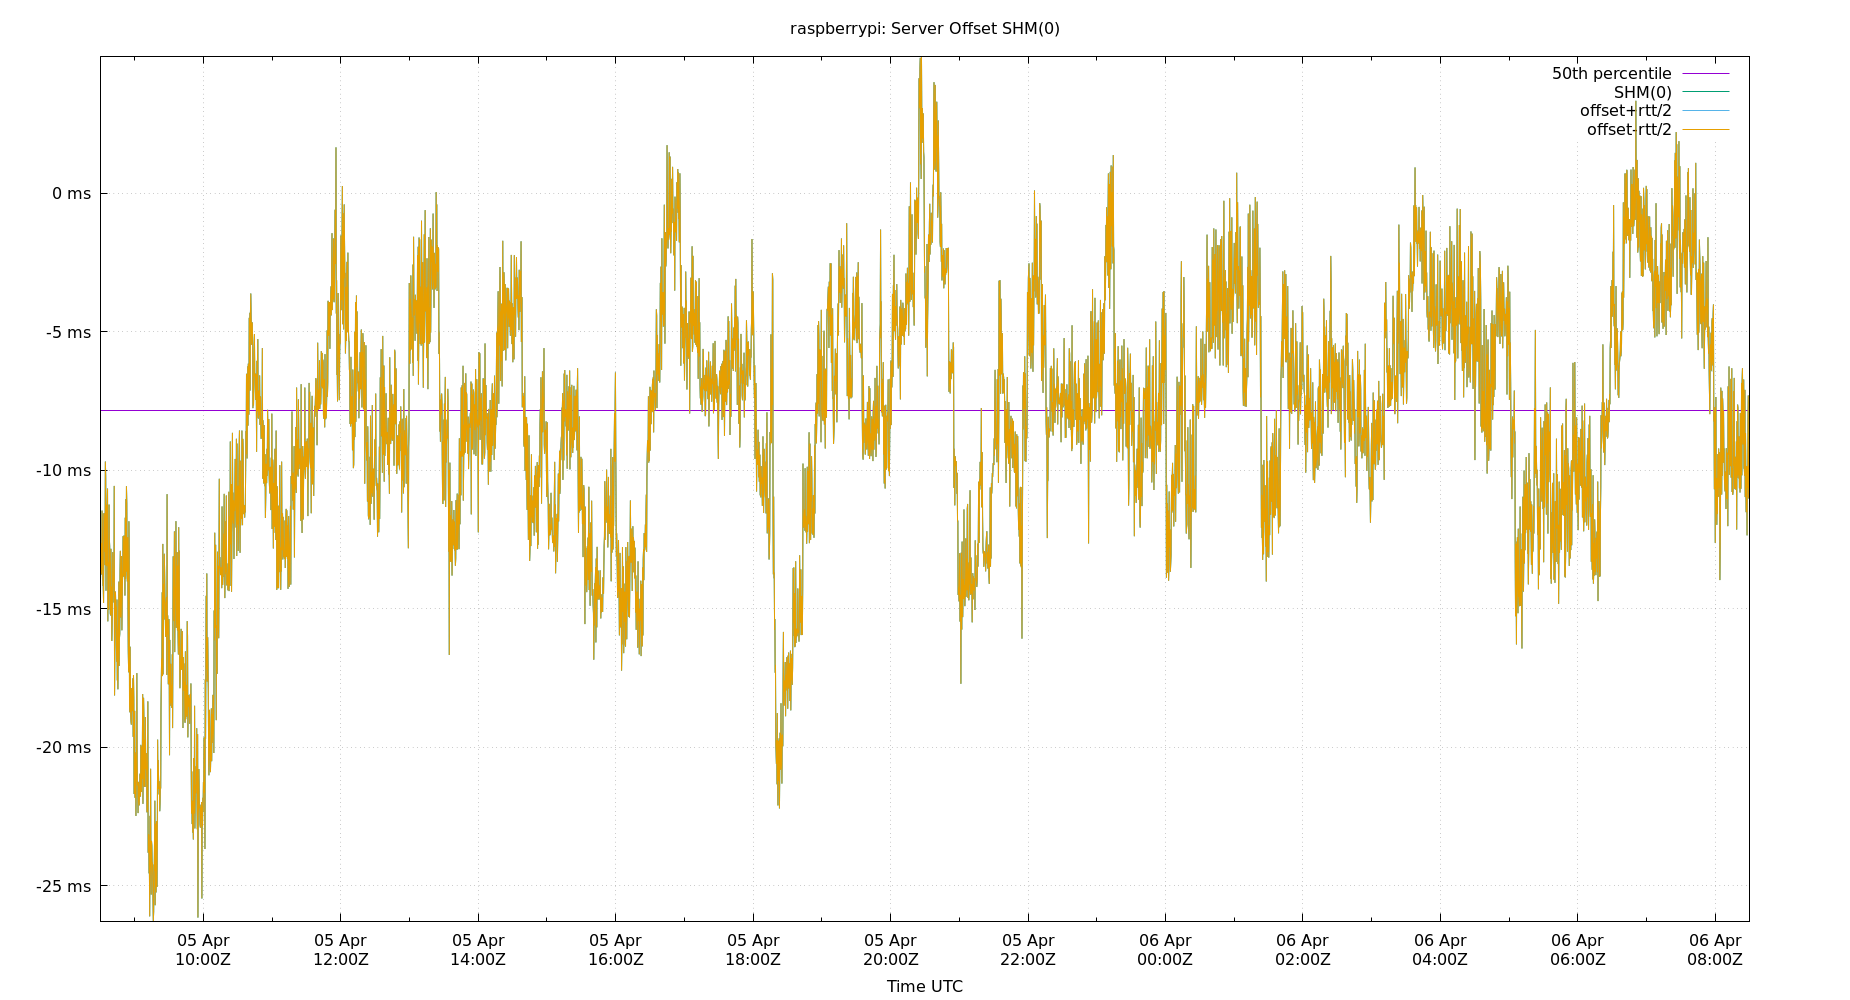 raspberrypi: Server Offset SHM(0)
50th percentile
SHM(0)
offset+rtt/2
offset-rtt/2
0 ms
-5 ms
-10 ms
-15 ms
-20 ms
-25 ms
05 Apr 05 Apr 05 Apr 05 Apr 05 Apr 05 Apr 05 Apr 06 Apr 06 Apr 06 Apr 06 Apr 06 Apr
10:00Z 12:00Z 14:00Z 16:00Z 18:00Z 20:00Z 22:00Z 00:00Z 02:00Z 04:00Z 06:00Z 08:00Z
Time UTC